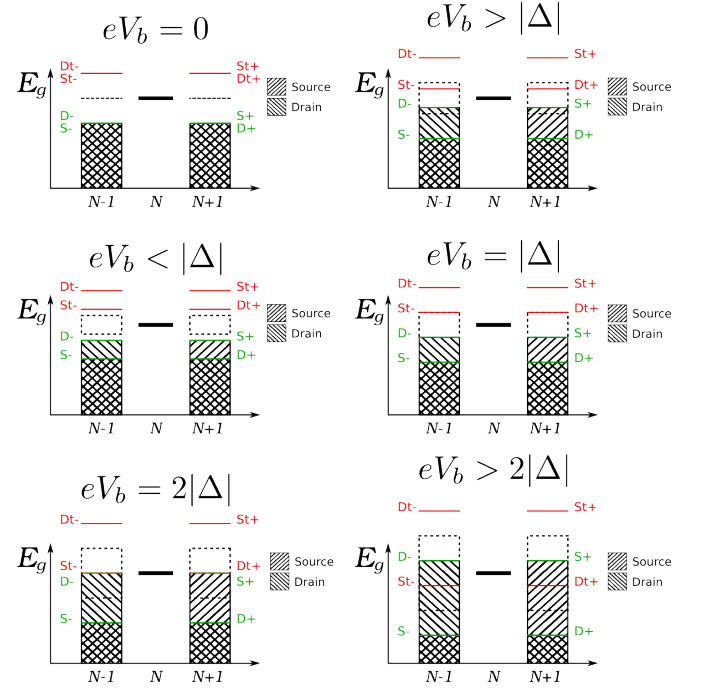 eV_b = 0
Dt-
St-
St+
Dt+
E_g
D-
S-
S+
D+
Source
Drain
N-1
N
N+1
eV_b > |Δ|
Dt-
St+
E_g
St-
Dt+
D-
S+
S-
D+
Source
Drain
N-1
N
N+1
eV_b < |Δ|
Dt-
St+
E_g
St-
Dt+
D-
S+
S-
D+
Source
Drain
N-1
N
N+1
eV_b = |Δ|
Dt-
St+
E_g
St-
Dt+
D-
S+
S-
D+
Source
Drain
N-1
N
N+1
eV_b = 2|Δ|
Dt-
St+
E_g
St-
Dt+
D-
S+
S-
D+
Source
Drain
N-1
N
N+1
eV_b > 2|Δ|
Dt-
St+
E_g
D-
S+
St-
Dt+
S-
D+
Source
Drain
N-1
N
N+1